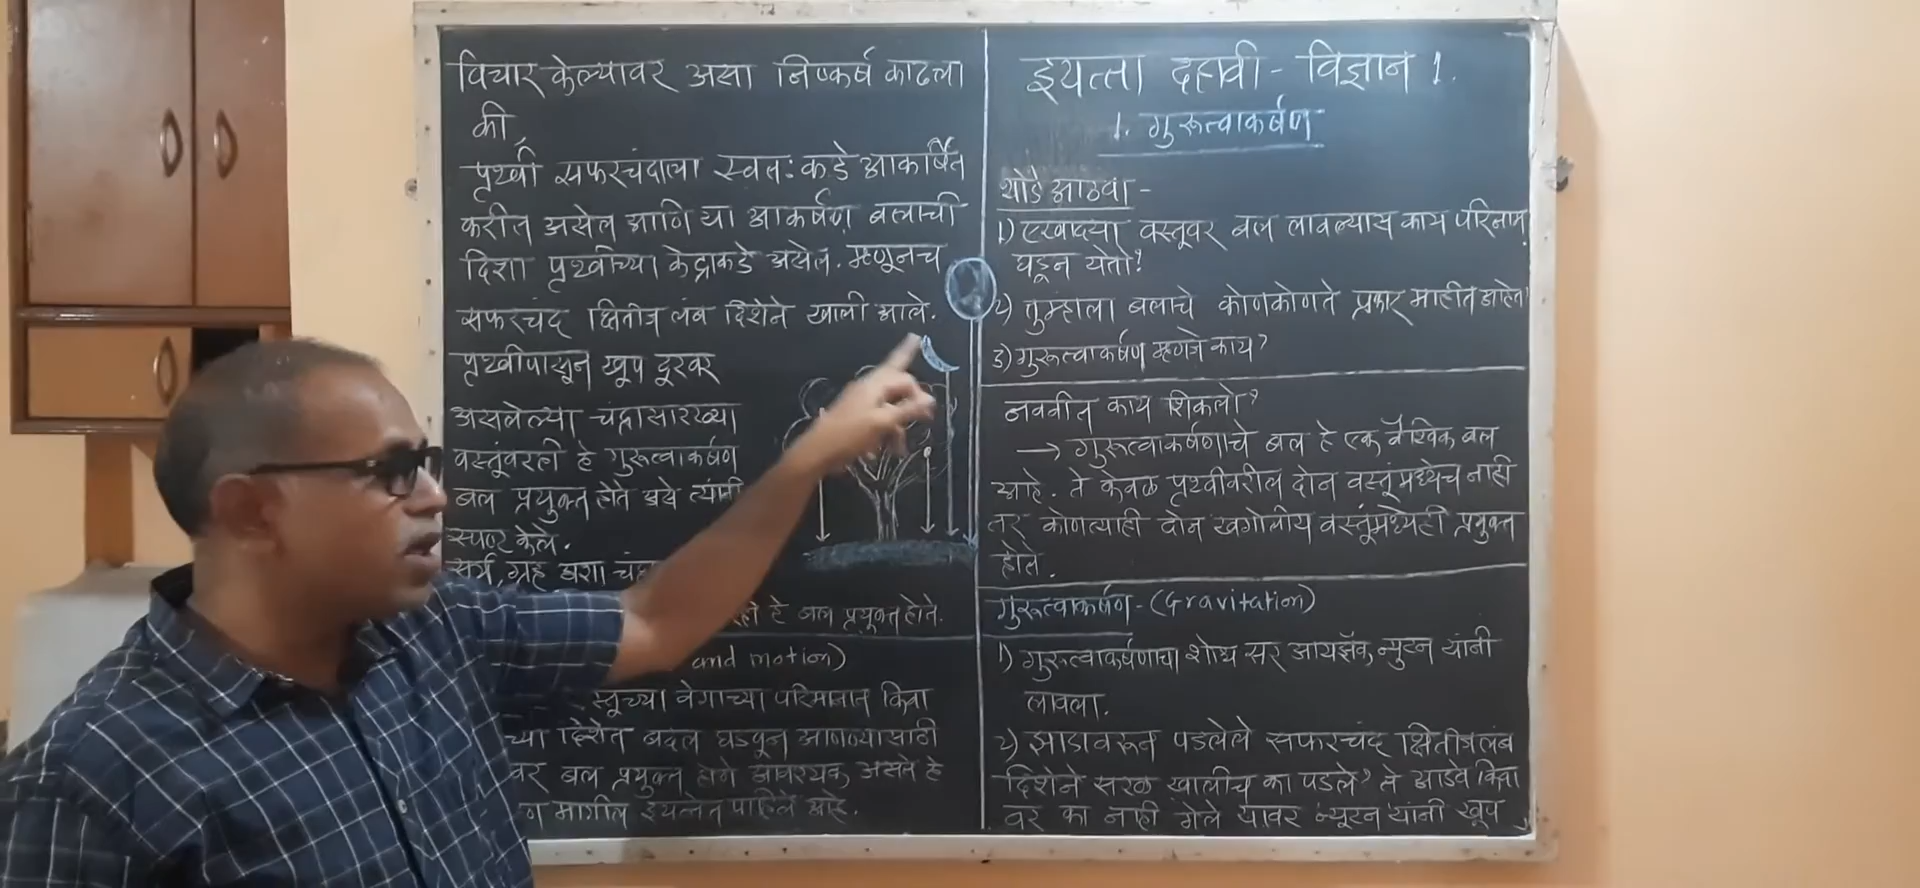 इयत्ता दहावी - विज्ञान 1.
1. गुरूत्वाकर्षण
थोडे आठवा -
1) एखाद्या वस्तूवर बल लावल्यास काय परिनाम
घडून येतो?
2) तुम्हाला बलाचे कोणकोणते प्रकार माहीत आहेत?
3) गुरूत्वाकर्षण म्हणजे काय?
नववीत काय शिकलो?
→ गुरूत्वाकर्षणाचे बल हे एक वैश्विक बल
आहे. ते केवळ पृथ्वीवरील दोन वस्तूंमध्येच नाही
तर कोणत्याही दोन खगोलीय वस्तूंमध्येही प्रयुक्त
होते.
गुरूत्वाकर्षण - (Gravitation)
1) गुरूत्वाकर्षणाचा शोध सर आयझॅक न्युटन यांनी
लावला.
2) झाडावरून पडलेले सफरचंद क्षितीज लंब
दिशेने सरळ खालीच का पडले? ते आडवे किंवा
वर का नाही गेले यावर न्यूटन यांनी खूप
विचार केल्यावर असा निष्कर्ष काढला
की,
पृथ्वी सफरचंदाला स्वतःकडे आकर्षित
करीत असेल आणि या आकर्षण बलाची
दिशा पृथ्वीच्या केंद्राकडे असेल. म्हणूनच
सफरचंद क्षितीज लंब दिशेने खाली आले.
पृथ्वीपासून खूप दूरवर
असलेल्या चंद्रासारख्या
वस्तूंवरही हे गुरूत्वाकर्षण
बल प्रयुक्त होते असे त्यांनी
स्पष्ट केले.
सूर्य, ग्रह अशा
हे बल प्रयुक्त होते.
and motion)
वेगाच्या परिमानात किंवा
दिशेत बदल घडवून आणण्यासाठी
वर बल प्रयुक्त होणे आवश्यक असते हे
मागील इयत्तेत पाहिले आहे.